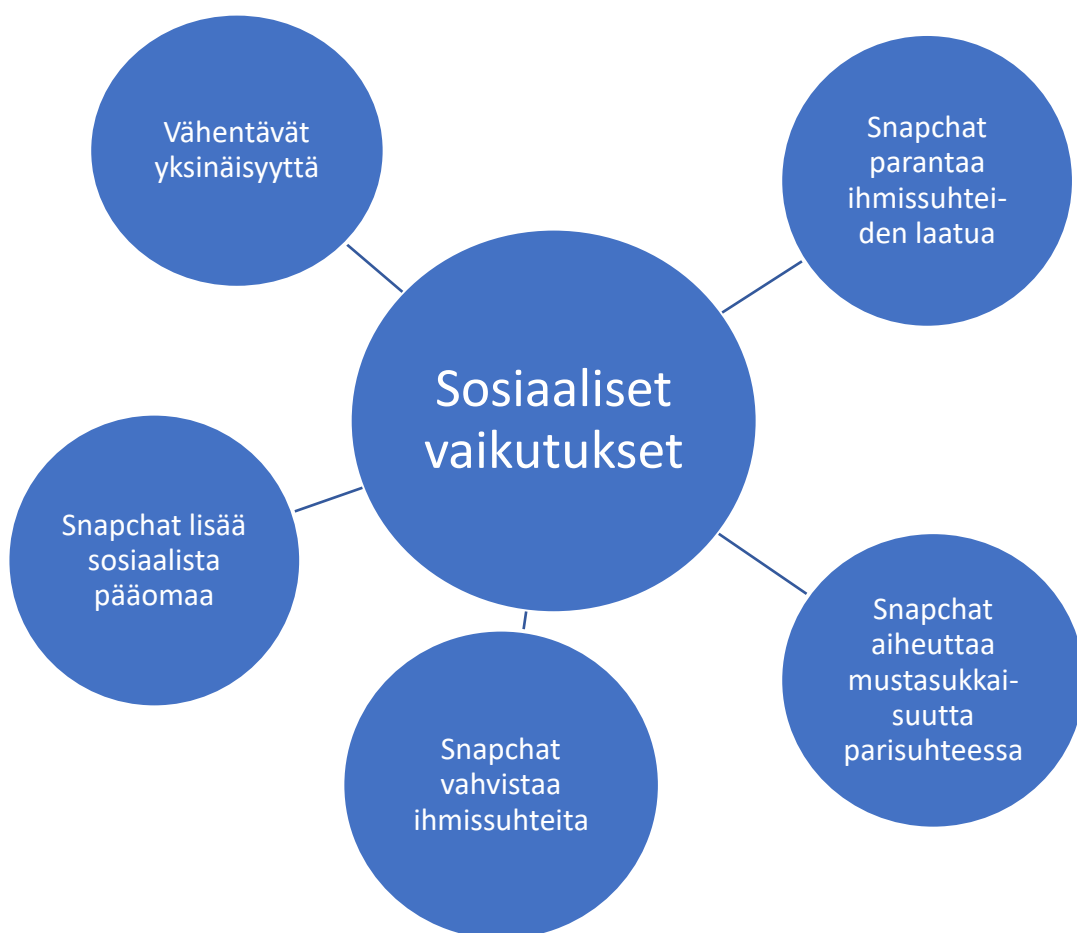 Vähentävät
yksinäisyyttä
Snapchat
parantaa
ihmissuhtei-
den laatua
Sosiaaliset
vaikutukset
Snapchat lisää
sosiaalista
pääomaa
Snapchat
aiheuttaa
mustasukkai-
suutta
parisuhteessa
Snapchat
vahvistaa
ihmissuhteita